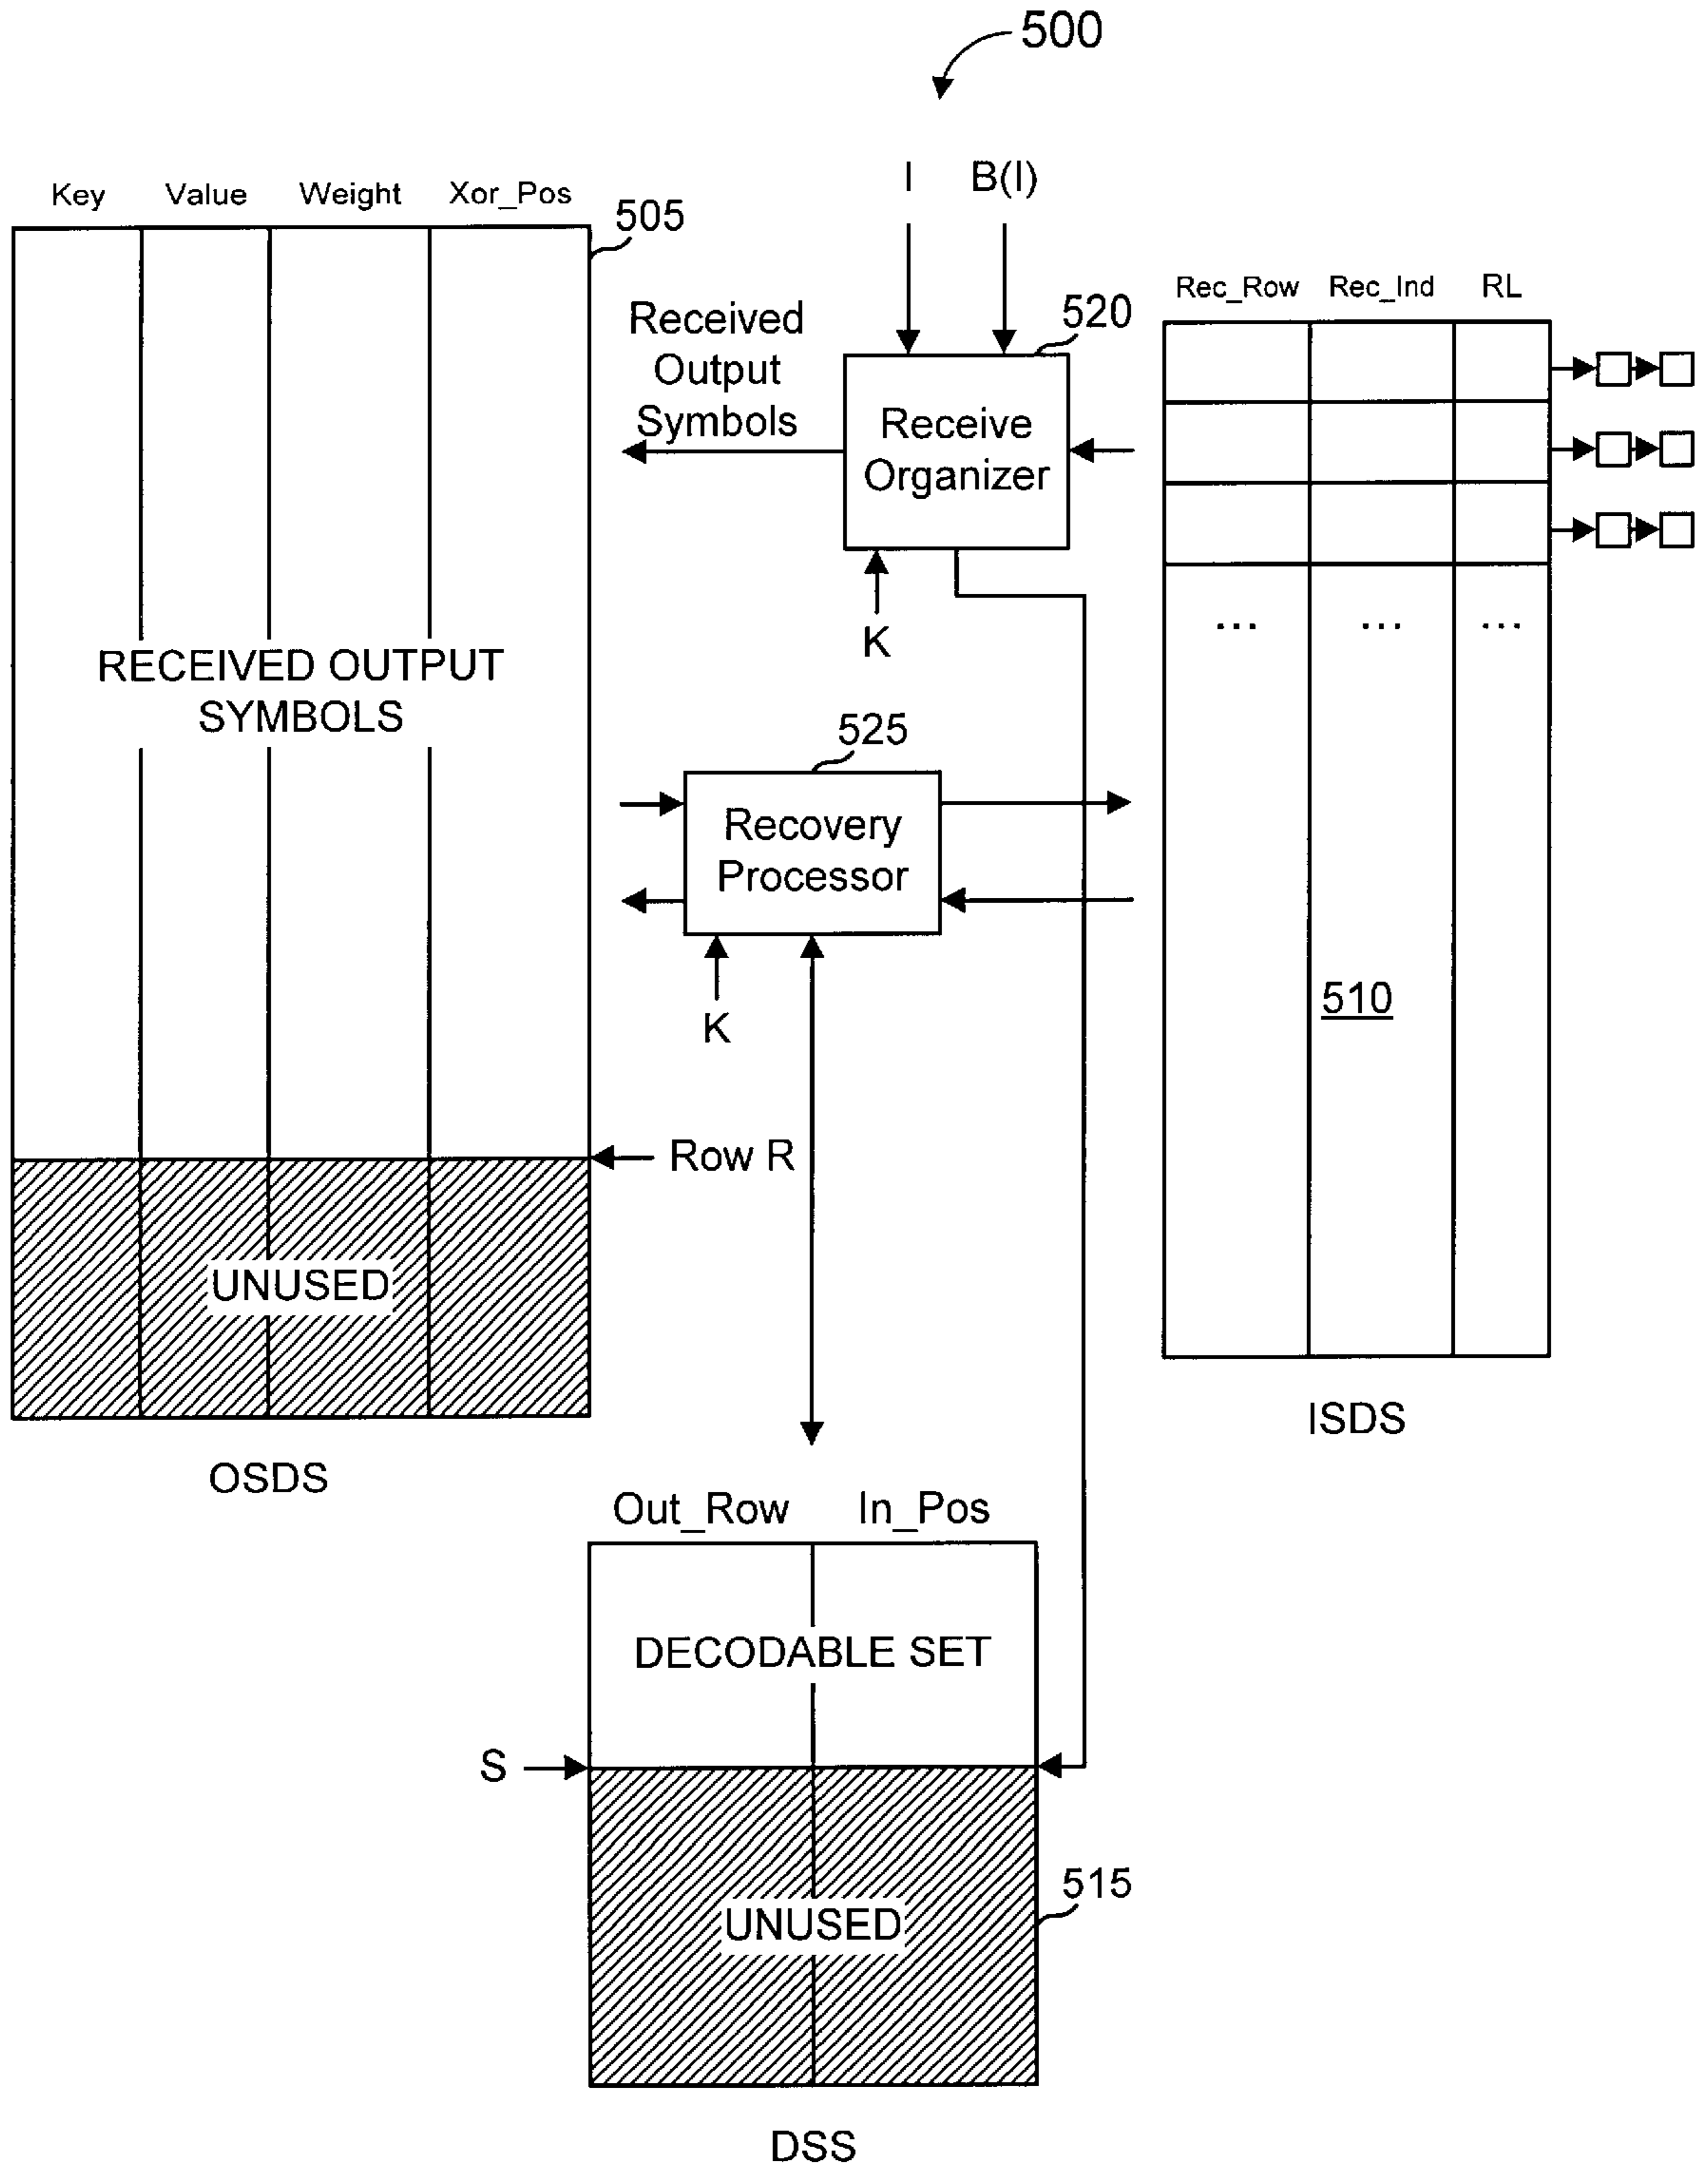 500
I B(I)
Key Value Weight Xor_Pos
505
Rec_Row Rec_Ind RL
520
Received
Output
Symbols
Receive
Organizer
K
... ... ...
RECEIVED OUTPUT
SYMBOLS
525
Recovery
Processor
K
510
Row R
UNUSED
ISDS
OSDS
Out_Row In_Pos
DECODABLE SET
S
515
UNUSED
DSS